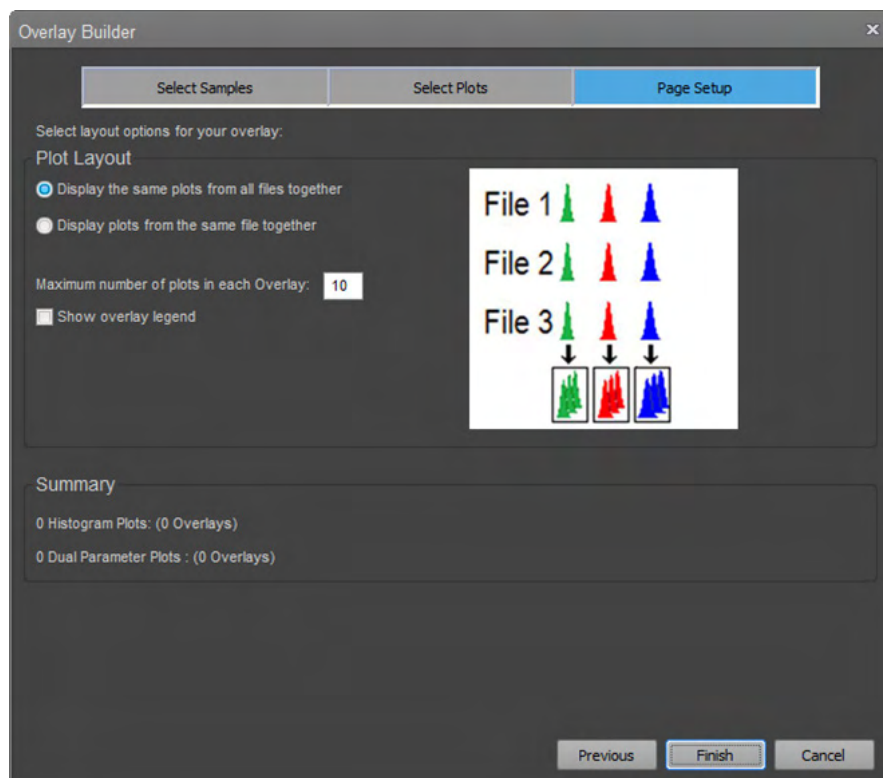 Overlay Builder
Select Samples
Select Plots
Page Setup
Select layout options for your overlay:
Plot Layout
Display the same plots from all files together
Display plots from the same file together
Maximum number of plots in each Overlay: 10
Show overlay legend
File 1
File 2
File 3
Summary
0 Histogram Plots: (0 Overlays)
0 Dual Parameter Plots : (0 Overlays)
Previous
Finish
Cancel